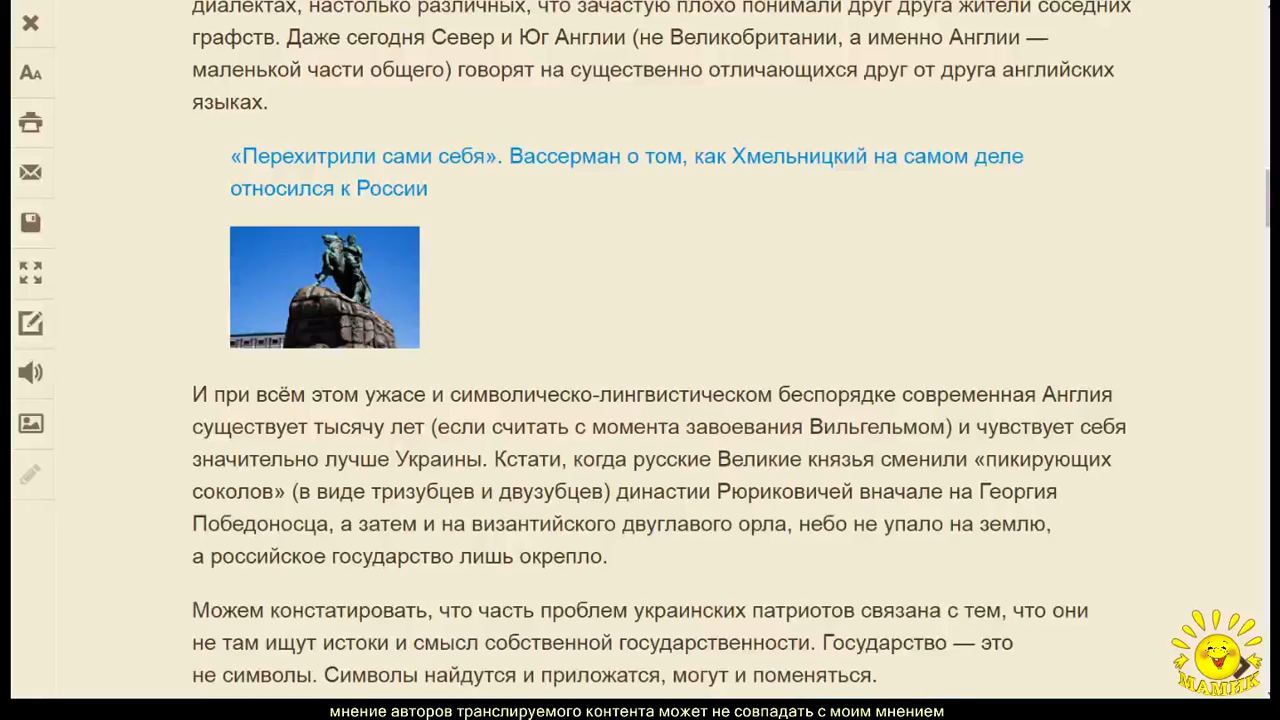 диалектах, настолько различных, что зачастую плохо понимали друг друга жители соседних
графств. Даже сегодня Север и Юг Англии (не Великобритании, а именно Англии —
маленькой части общего) говорят на существенно отличающихся друг от друга английских
языках.
«Перехитрили сами себя». Вассерман о том, как Хмельницкий на самом деле
относился к России
И при всём этом ужасе и символическо-лингвистическом беспорядке современная Англия
существует тысячу лет (если считать с момента завоевания Вильгельмом) и чувствует себя
значительно лучше Украины. Кстати, когда русские Великие князья сменили «пикирующих
соколов» (в виде тризубцев и двузубцев) династии Рюриковичей вначале на Георгия
Победоносца, а затем и на византийского двуглавого орла, небо не упало на землю,
а российское государство лишь окрепло.
Можем констатировать, что часть проблем украинских патриотов связана с тем, что они
не там ищут истоки и смысл собственной государственности. Государство — это
не символы. Символы найдутся и приложатся, могут и поменяться.
МАМИК
мнение авторов транслируемого контента может не совпадать с моим мнением